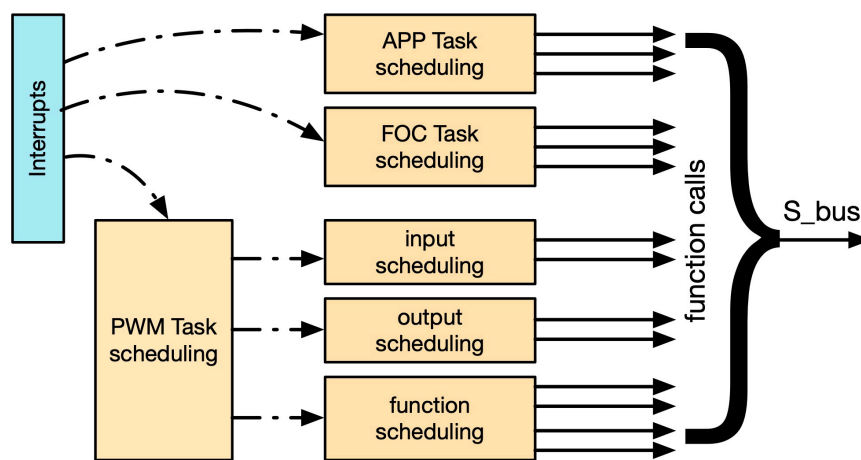 Interrupts
APP Task
scheduling
FOC Task
scheduling
PWM Task
scheduling
input
scheduling
output
scheduling
function
scheduling
function calls
S_bus